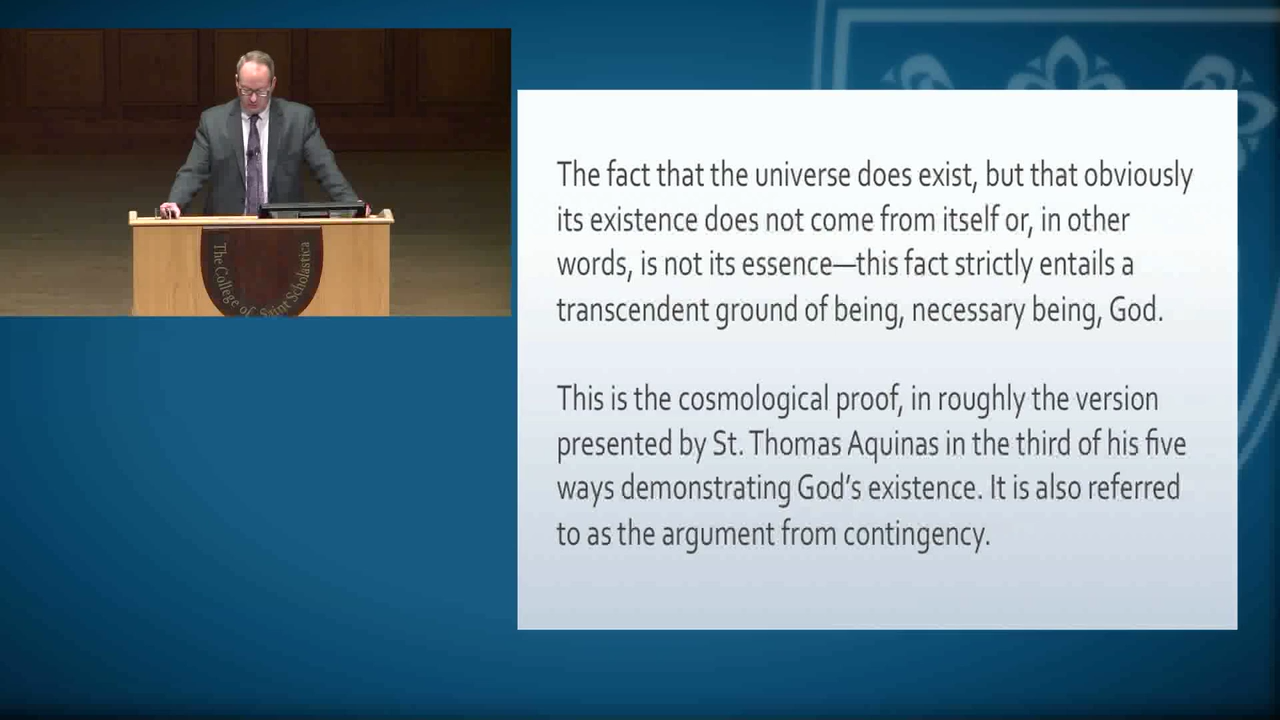 The College of
Saint Scholastica
The fact that the universe does exist, but that obviously
its existence does not come from itself or, in other
words, is not its essence—this fact strictly entails a
transcendent ground of being, necessary being, God.
This is the cosmological proof, in roughly the version
presented by St. Thomas Aquinas in the third of his five
ways demonstrating God's existence. It is also referred
to as the argument from contingency.